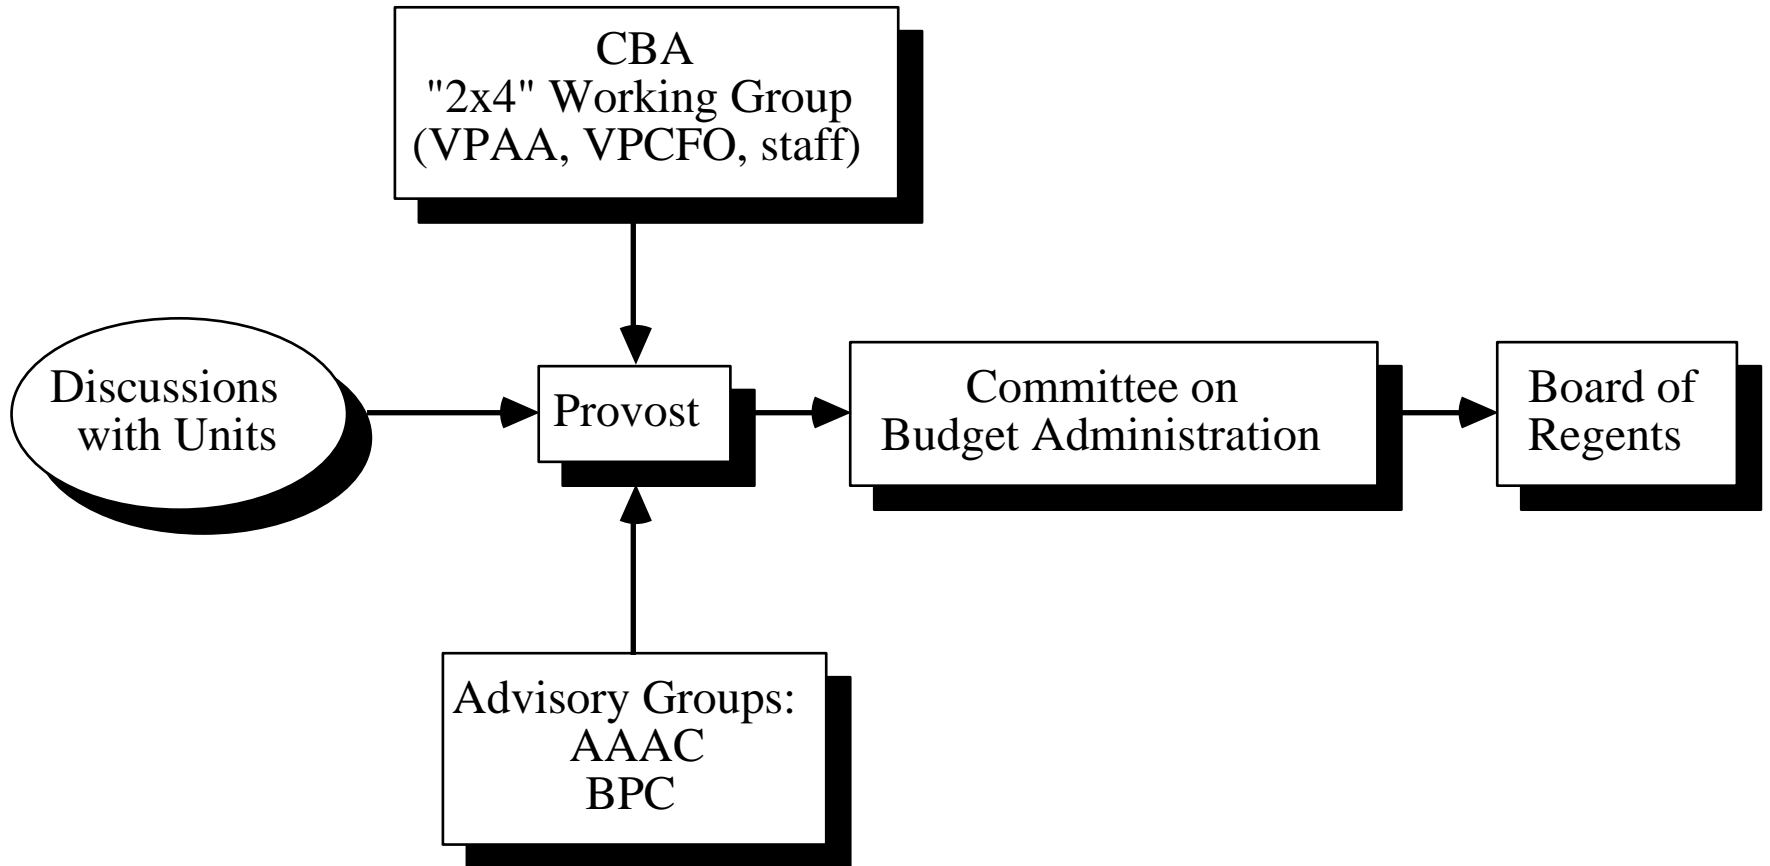 CBA
"2x4" Working Group
(VPAA, VPCFO, staff)
Discussions
with Units
Provost
Committee on
Budget Administration
Board of
Regents
Advisory Groups:
AAAC
BPC